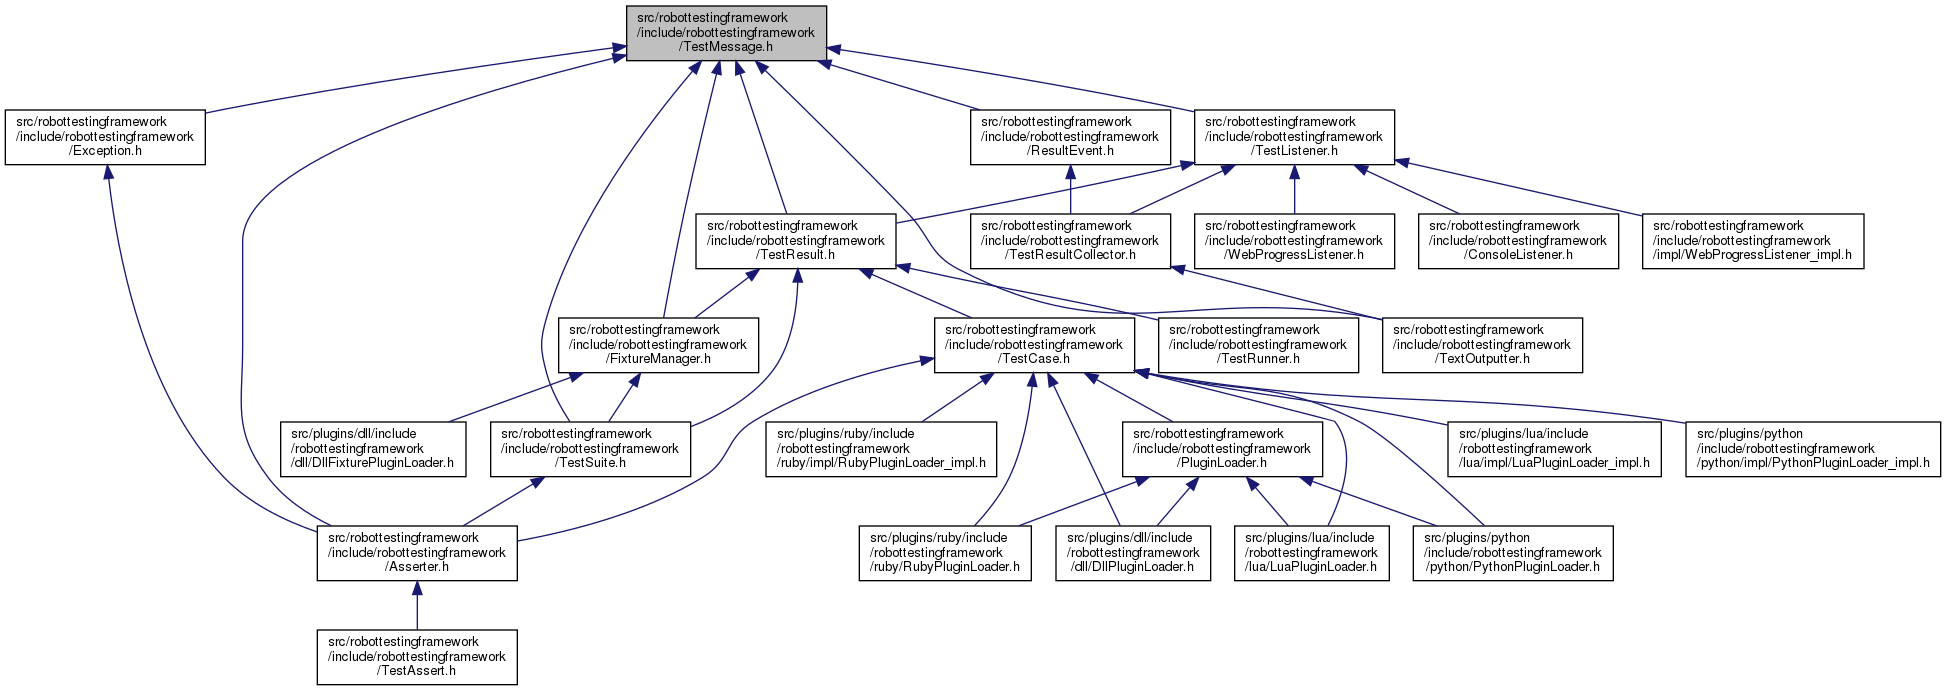 src/robottestingframework
/include/robottestingframework
/TestMessage.h
src/robottestingframework
/include/robottestingframework
/Exception.h
src/robottestingframework
/include/robottestingframework
/ResultEvent.h
src/robottestingframework
/include/robottestingframework
/TestListener.h
src/robottestingframework
/include/robottestingframework
/TestResult.h
src/robottestingframework
/include/robottestingframework
/TestResultCollector.h
src/robottestingframework
/include/robottestingframework
/WebProgressListener.h
src/robottestingframework
/include/robottestingframework
/ConsoleListener.h
src/robottestingframework
/include/robottestingframework
/impl/WebProgressListener_impl.h
src/robottestingframework
/include/robottestingframework
/FixtureManager.h
src/robottestingframework
/include/robottestingframework
/TestCase.h
src/robottestingframework
/include/robottestingframework
/TestRunner.h
src/robottestingframework
/include/robottestingframework
/TextOutputter.h
src/plugins/dll/include
/robottestingframework
/dll/DllFixturePluginLoader.h
src/robottestingframework
/include/robottestingframework
/TestSuite.h
src/plugins/ruby/include
/robottestingframework
/ruby/impl/RubyPluginLoader_impl.h
src/robottestingframework
/include/robottestingframework
/PluginLoader.h
src/plugins/lua/include
/robottestingframework
/lua/impl/LuaPluginLoader_impl.h
src/plugins/python
/include/robottestingframework
/python/impl/PythonPluginLoader_impl.h
src/robottestingframework
/include/robottestingframework
/Asserter.h
src/plugins/ruby/include
/robottestingframework
/ruby/RubyPluginLoader.h
src/plugins/dll/include
/robottestingframework
/dll/DllPluginLoader.h
src/plugins/lua/include
/robottestingframework
/lua/LuaPluginLoader.h
src/plugins/python
/include/robottestingframework
/python/PythonPluginLoader.h
src/robottestingframework
/include/robottestingframework
/TestAssert.h